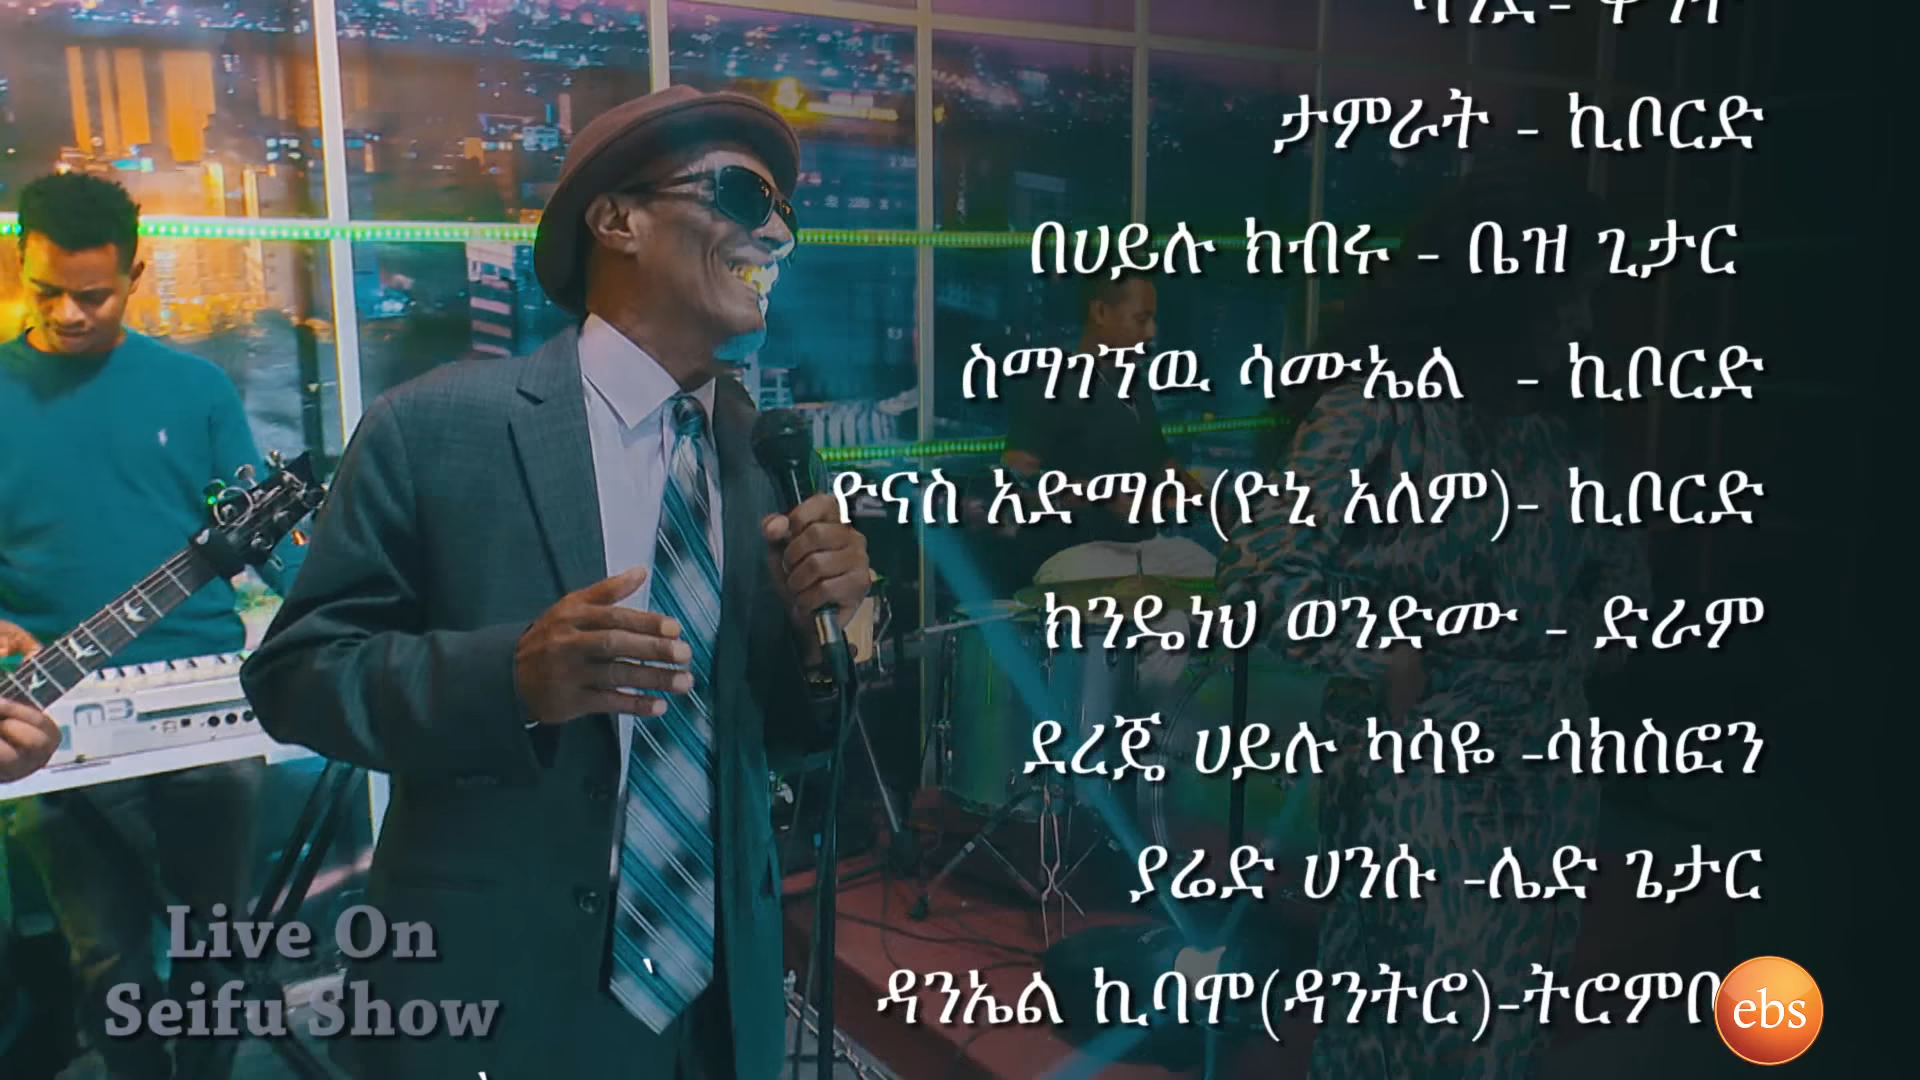 ታምራት - ኪቦርድ
በሀይሉ ክብሩ - ቤዝ ጊታር
ስማገኘዉ ሳሙኤል - ኪቦርድ
ዮናስ አድማሱ(ዮኒ አለም)- ኪቦርድ
ክንዴነህ ወንድሙ - ድራም
ደረጄ ሀይሉ ካሳዬ -ሳክስፎን
ያሬድ ሀንሱ -ሌድ ጌታር
ዳንኤል ኪባሞ(ዳንትሮ)-
Live On
Seifu Show
ebs